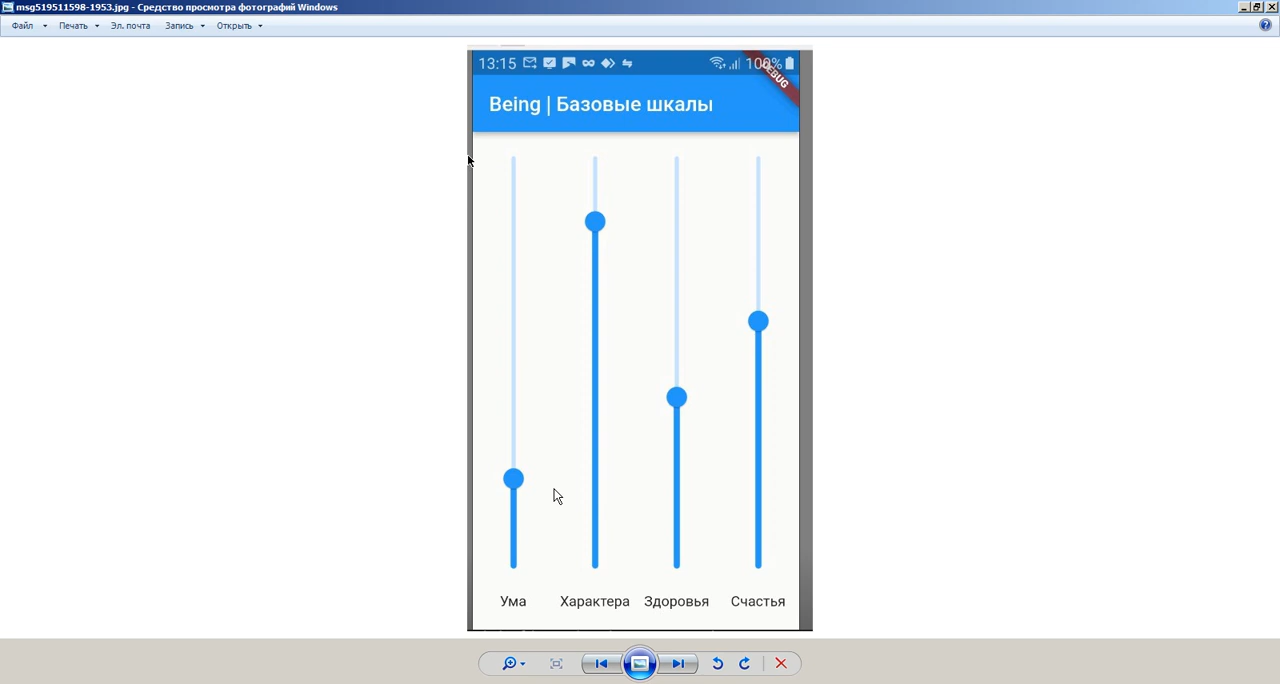 msg519511598-1953.jpg - Средство просмотра фотографий Windows
Файл Печать Эл. почта Запись Открыть
13:15 100%
DEBUG
Being | Базовые шкалы
Ума Характера Здоровья Счастья